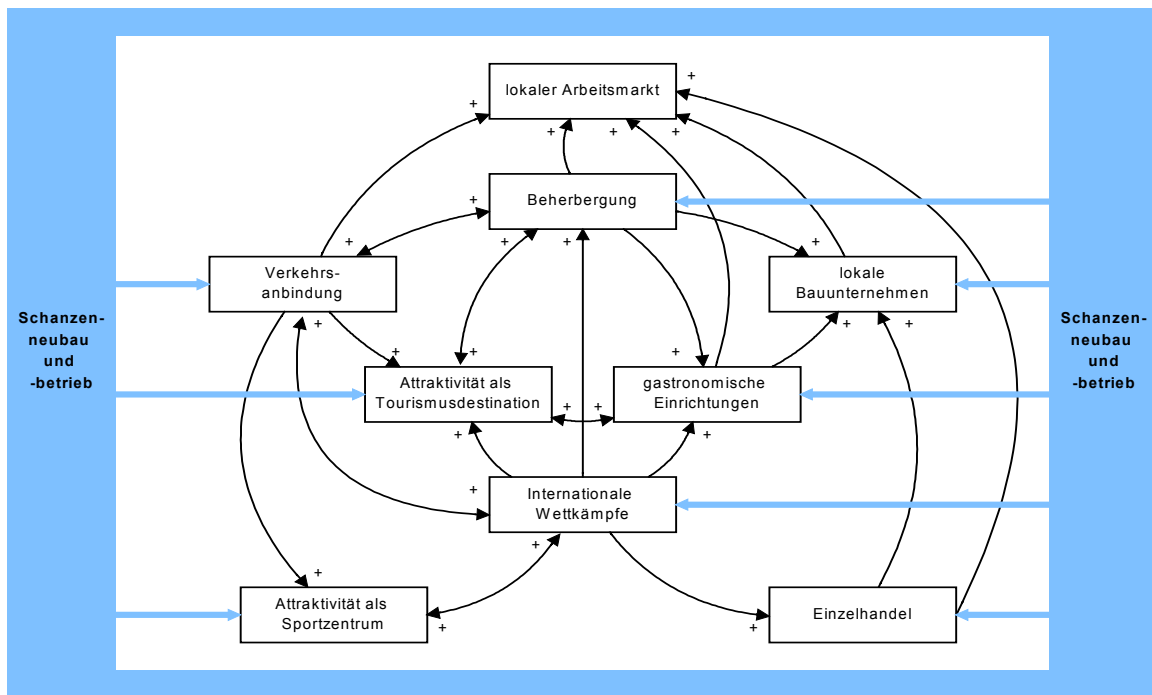 lokaler Arbeitsmarkt
+
+
+
+
+
Beherbergung
+
+
+
+
+
Verkehrs-
anbindung
lokale
Bauunternehmen
Schanzen-
neubau
und
-betrieb
Schanzen-
neubau
und
-betrieb
+
+
+
+
+
+
Attraktivität als
Tourismusdestination
gastronomische
Einrichtungen
+
+
+
+
Internationale
Wettkämpfe
+
+
+
Attraktivität als
Sportzentrum
Einzelhandel
+
+